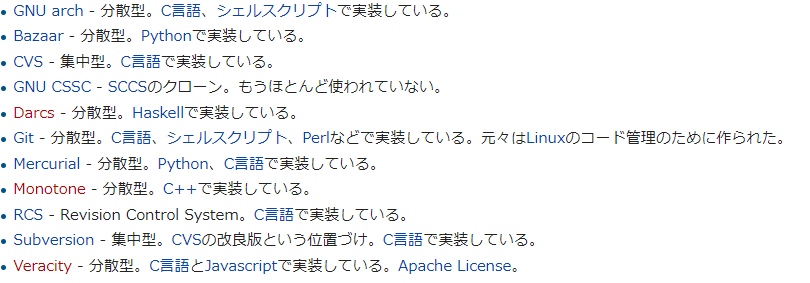 GNU arch - 分散型。C言語、シェルスクリプトで実装している。
Bazaar - 分散型。Pythonで実装している。
CVS - 集中型。C言語で実装している。
GNU CSSC - SCCSのクローン。もうほとんど使われていない。
Darcs - 分散型。Haskellで実装している。
Git - 分散型。C言語、シェルスクリプト、Perlなどで実装している。元々はLinuxのコード管理のために作られた。
Mercurial - 分散型。Python、C言語で実装している。
Monotone - 分散型。C++で実装している。
RCS - Revision Control System。C言語で実装している。
Subversion - 集中型。CVSの改良版という位置づけ。C言語で実装している。
Veracity - 分散型。C言語とJavascriptで実装している。Apache License。